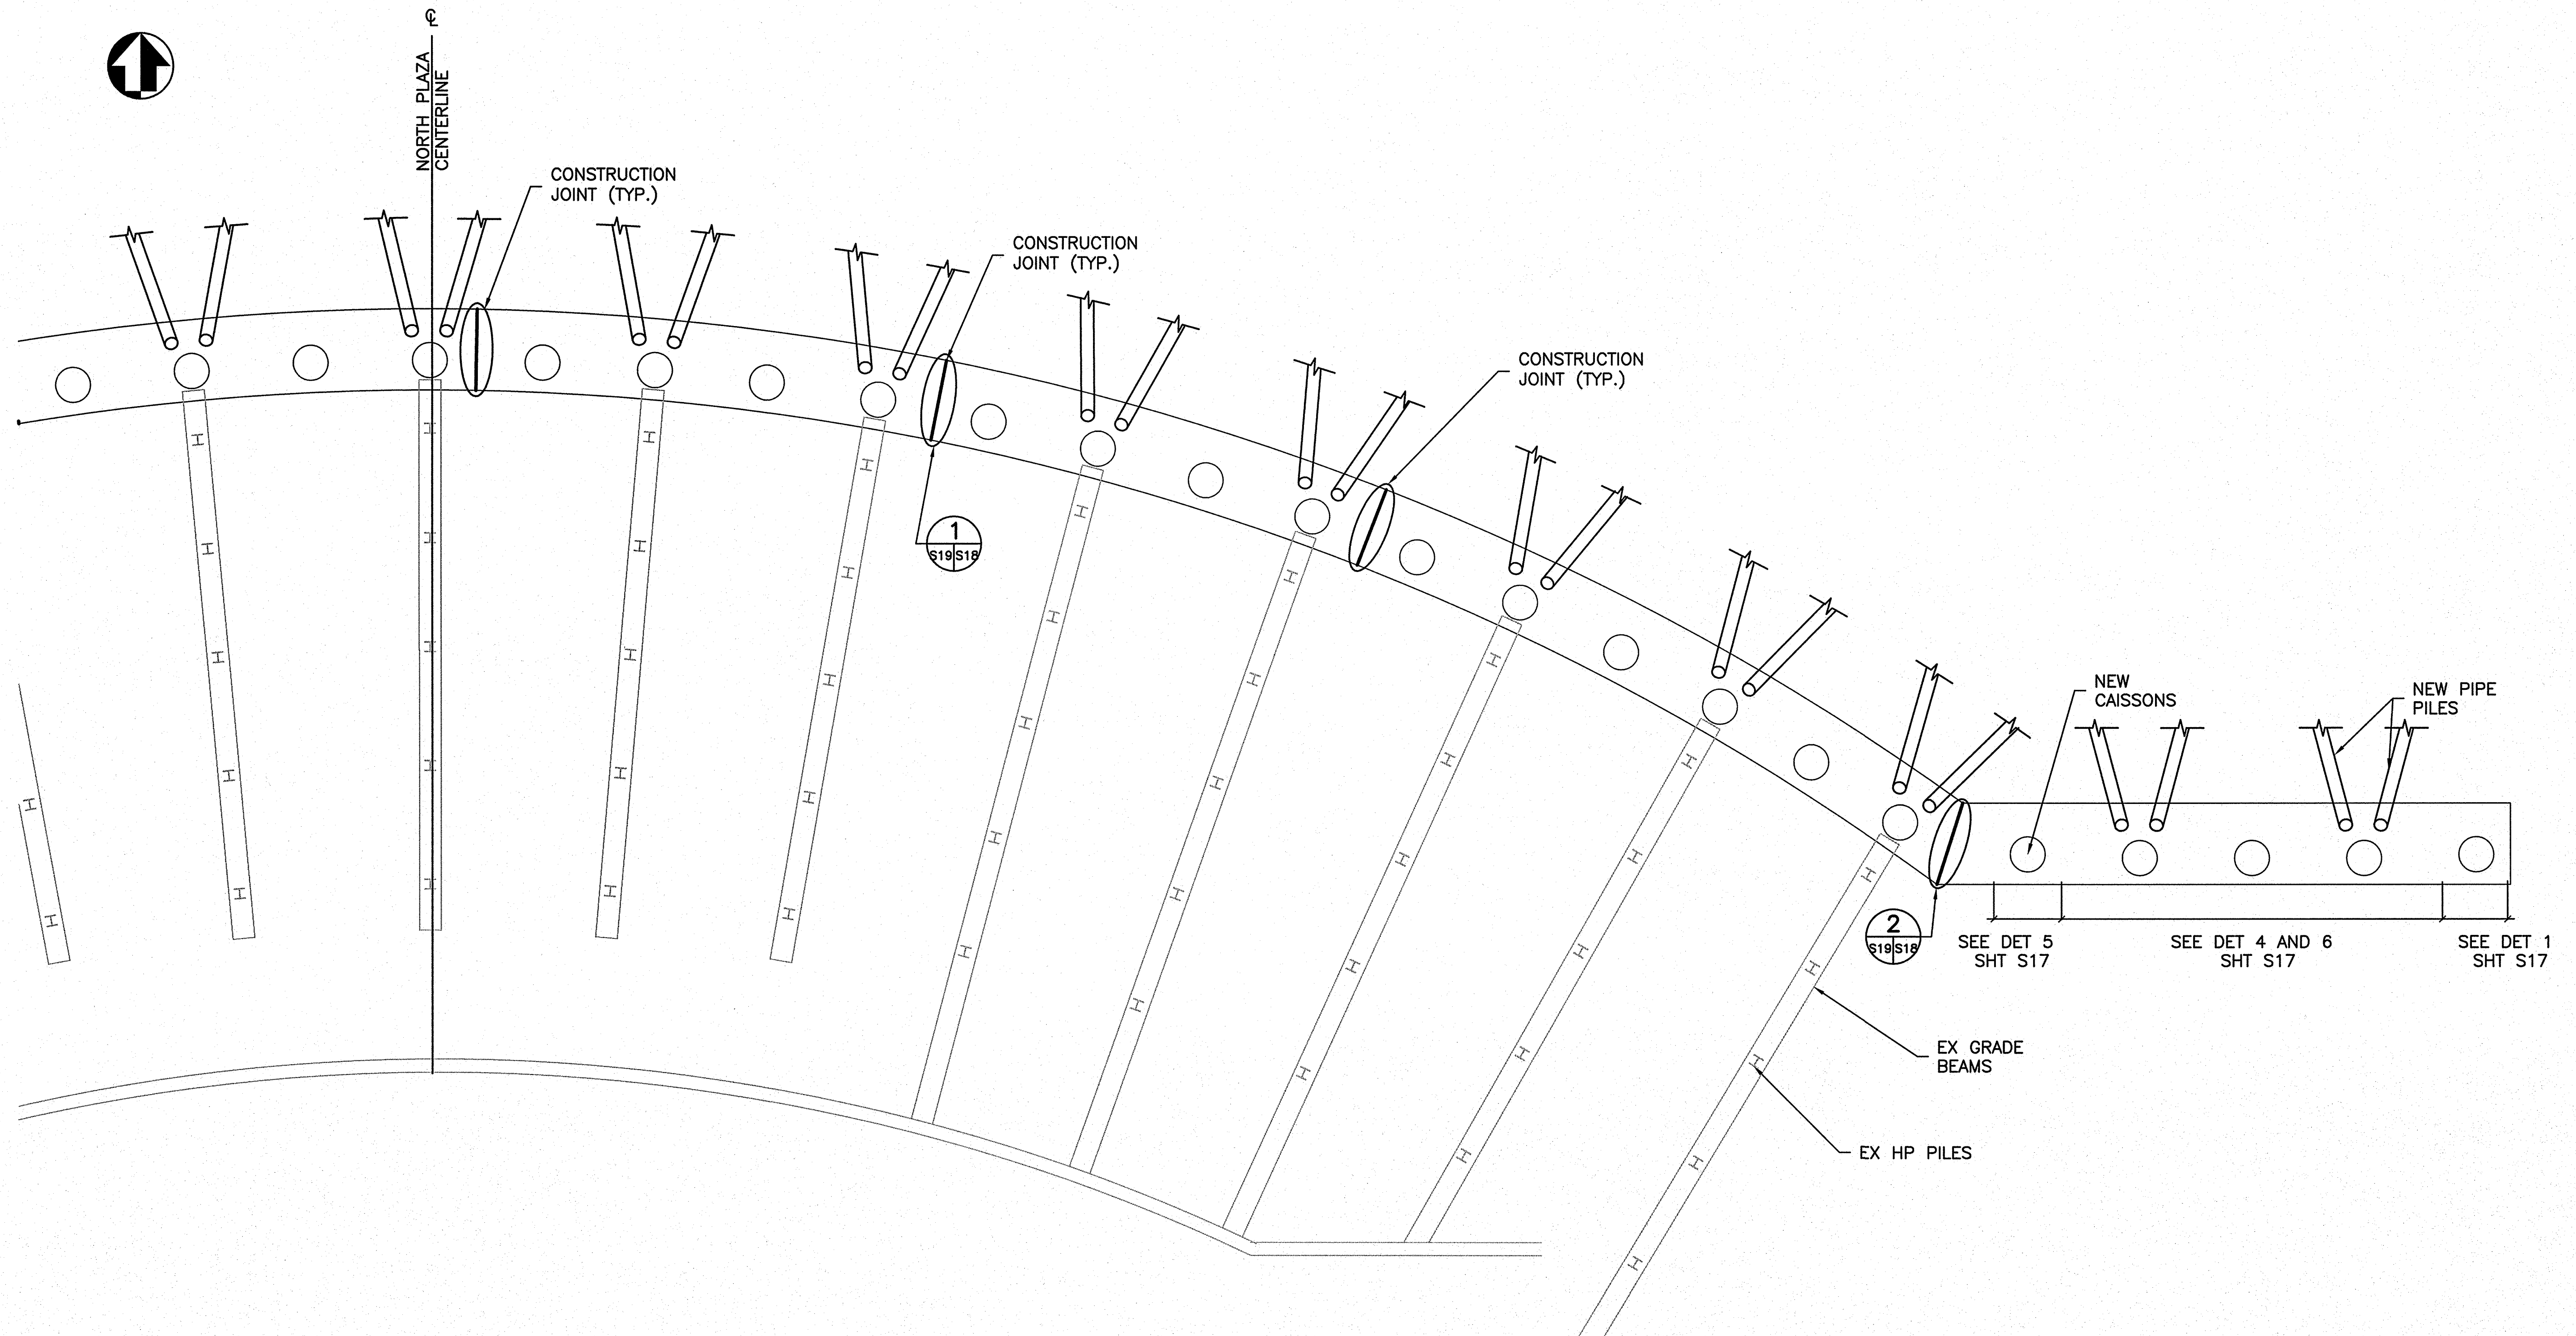 ℄
NORTH PLAZA
CENTERLINE
CONSTRUCTION
JOINT (TYP.)
CONSTRUCTION
JOINT (TYP.)
CONSTRUCTION
JOINT (TYP.)
1
S19 S18
NEW
CAISSONS
NEW PIPE
PILES
2
S19 S18
SEE DET 5
SHT S17
SEE DET 4 AND 6
SHT S17
SEE DET 1
SHT S17
EX GRADE
BEAMS
EX HP PILES